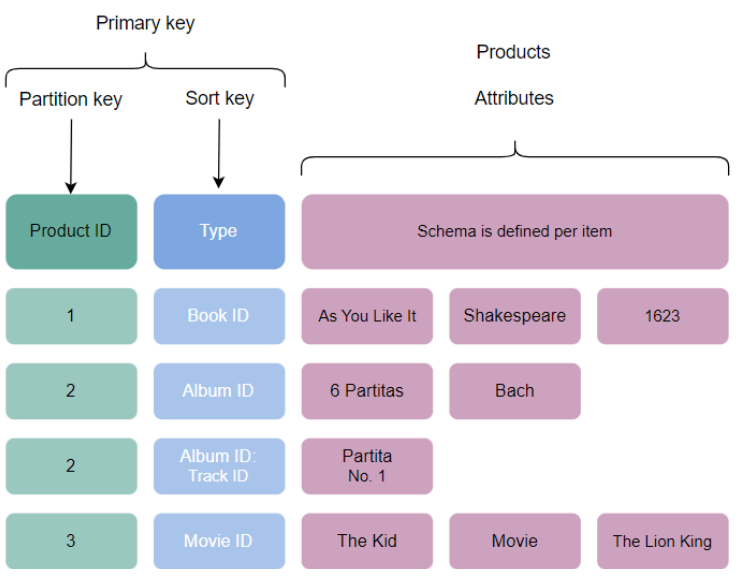 Primary key
Products
Partition key
Sort key
Attributes
Product ID
Type
Schema is defined per item
1
Book ID
As You Like It
Shakespeare
1623
2
Album ID
6 Partitas
Bach
2
Album ID:
Track ID
Partita
No. 1
3
Movie ID
The Kid
Movie
The Lion King